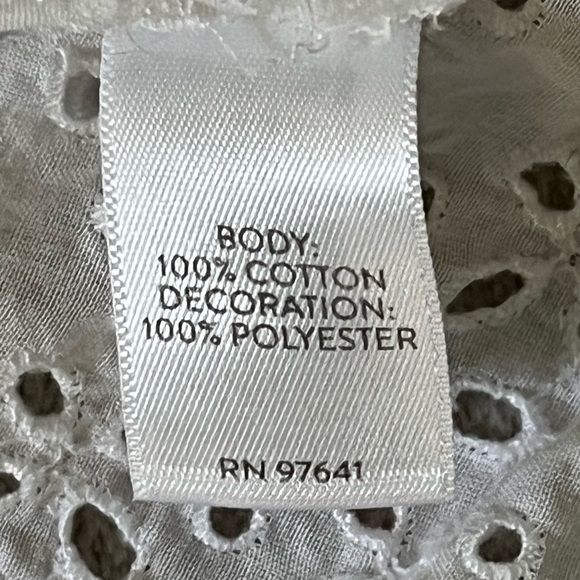 BODY:
100% COTTON
DECORATION:
100% POLYESTER
RN 97641